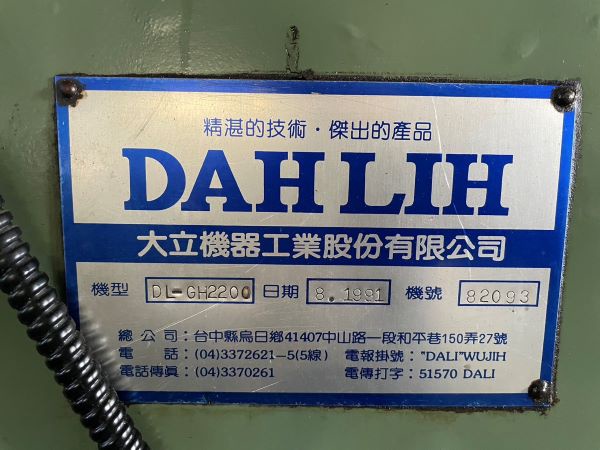 精湛的技術・傑出的產品
DAH LIH
大立機器工業股份有限公司
機型 DL-GH2200 日期 8.1991 機號 82093
總公司：台中縣烏日鄉41407中山路一段和平巷150弄27號
電話：(04)3372621-5(5線) 電報掛號："DALI"WUJIH
電話傳真：(04)3370261 電傳打字：51570 DALI